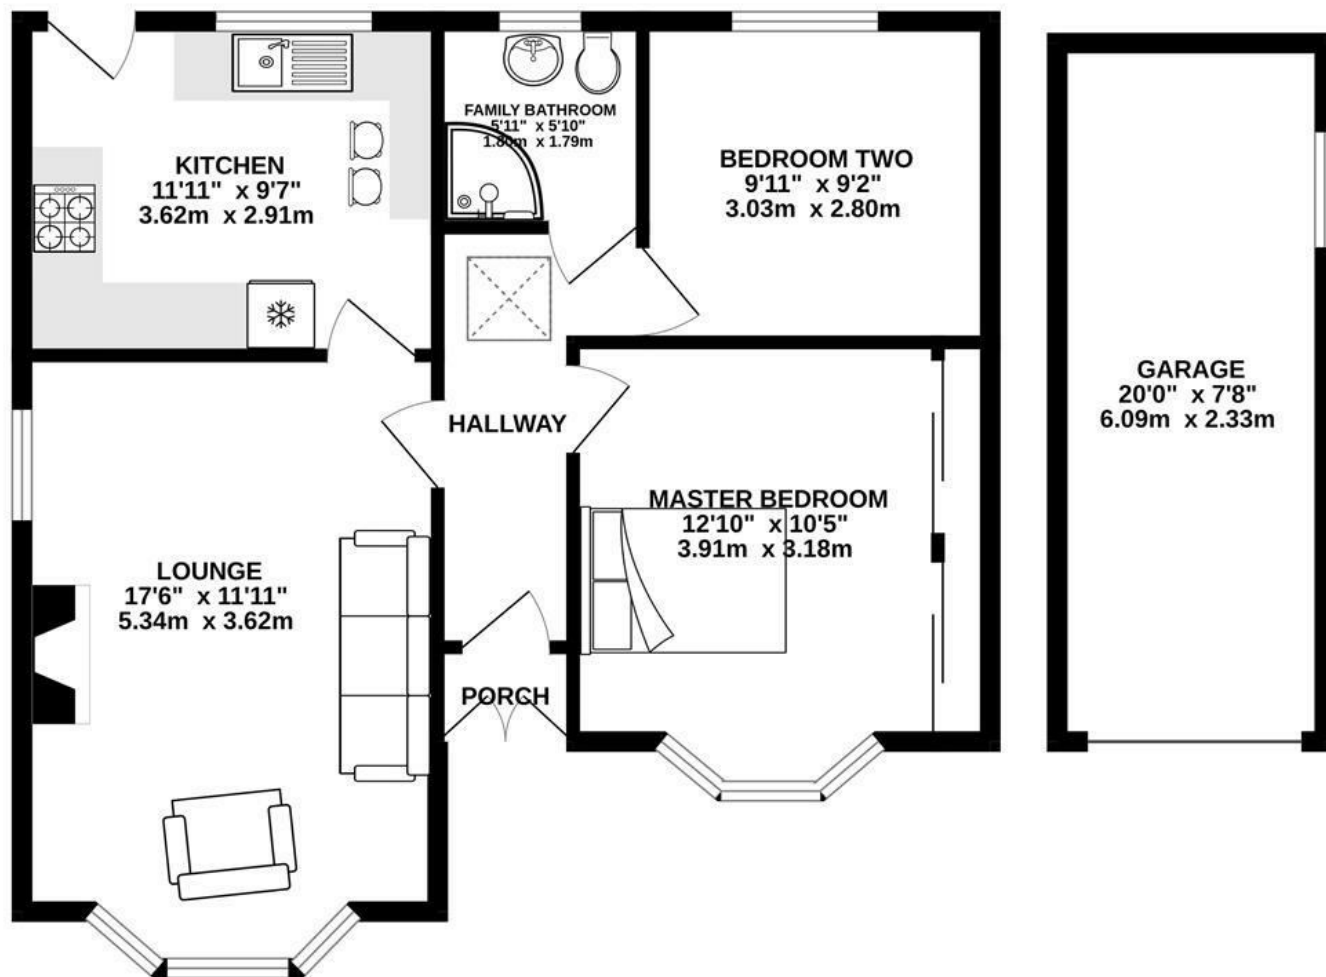 KITCHEN
11'11" x 9'7"
3.62m x 2.91m
FAMILY BATHROOM
5'11" x 5'10"
1.80m x 1.79m
BEDROOM TWO
9'11" x 9'2"
3.03m x 2.80m
GARAGE
20'0" x 7'8"
6.09m x 2.33m
HALLWAY
MASTER BEDROOM
12'10" x 10'5"
3.91m x 3.18m
LOUNGE
17'6" x 11'11"
5.34m x 3.62m
PORCH